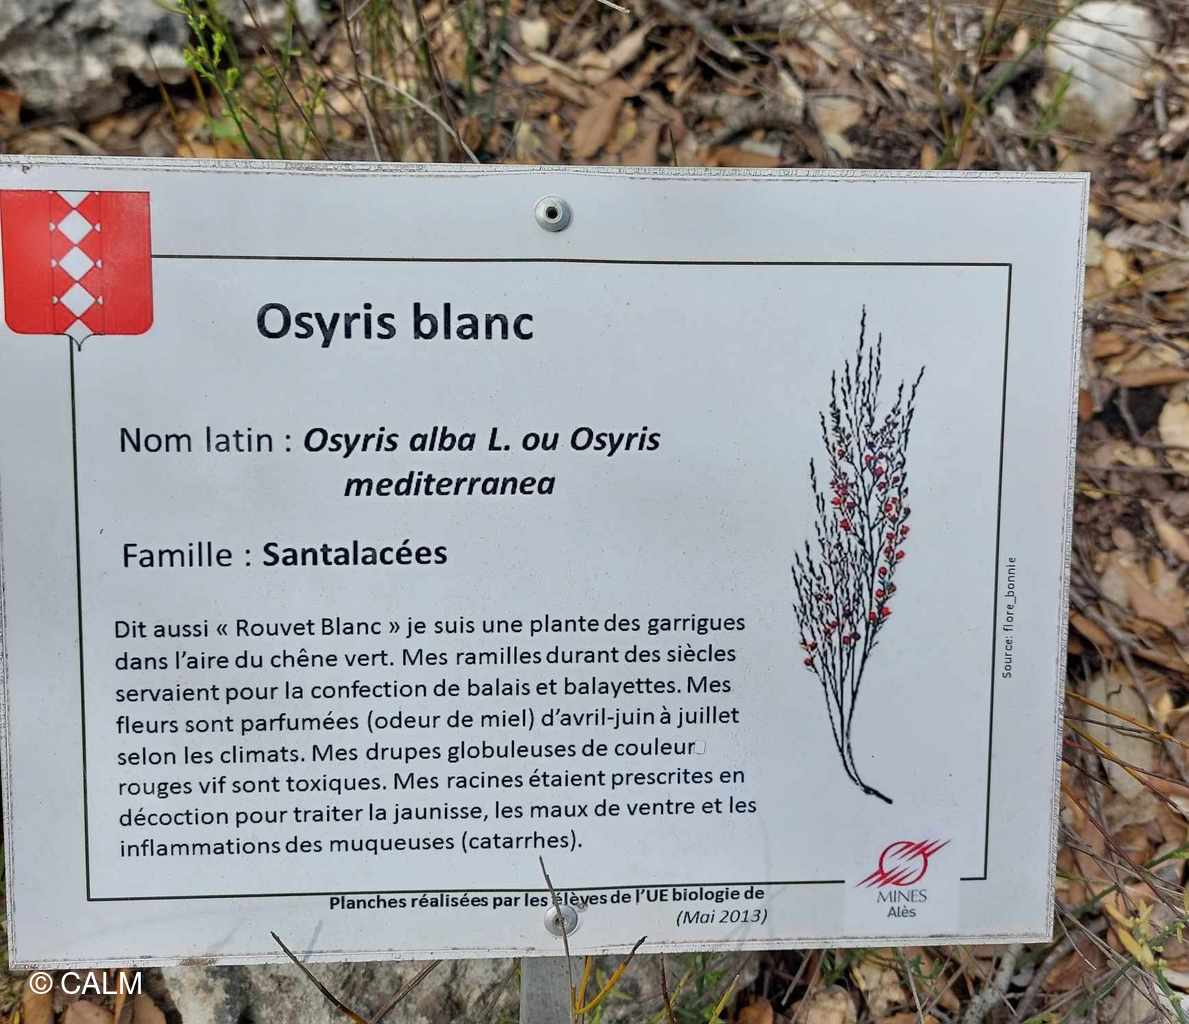 Osyris blanc
Nom latin : Osyris alba L. ou Osyris
mediterranea
Famille : Santalacées
Dit aussi « Rouvet Blanc » je suis une plante des garrigues
dans l'aire du chêne vert. Mes ramilles durant des siècles
servaient pour la confection de balais et balayettes. Mes
fleurs sont parfumées (odeur de miel) d'avril-juin à juillet
selon les climats. Mes drupes globuleuses de couleur
rouges vif sont toxiques. Mes racines étaient prescrites en
décoction pour traiter la jaunisse, les maux de ventre et les
inflammations des muqueuses (catarrhes).
Source: flore_bonnie
Planches réalisées par les élèves de l'UE biologie de
(Mai 2013)
MINES
Alès
© CALM